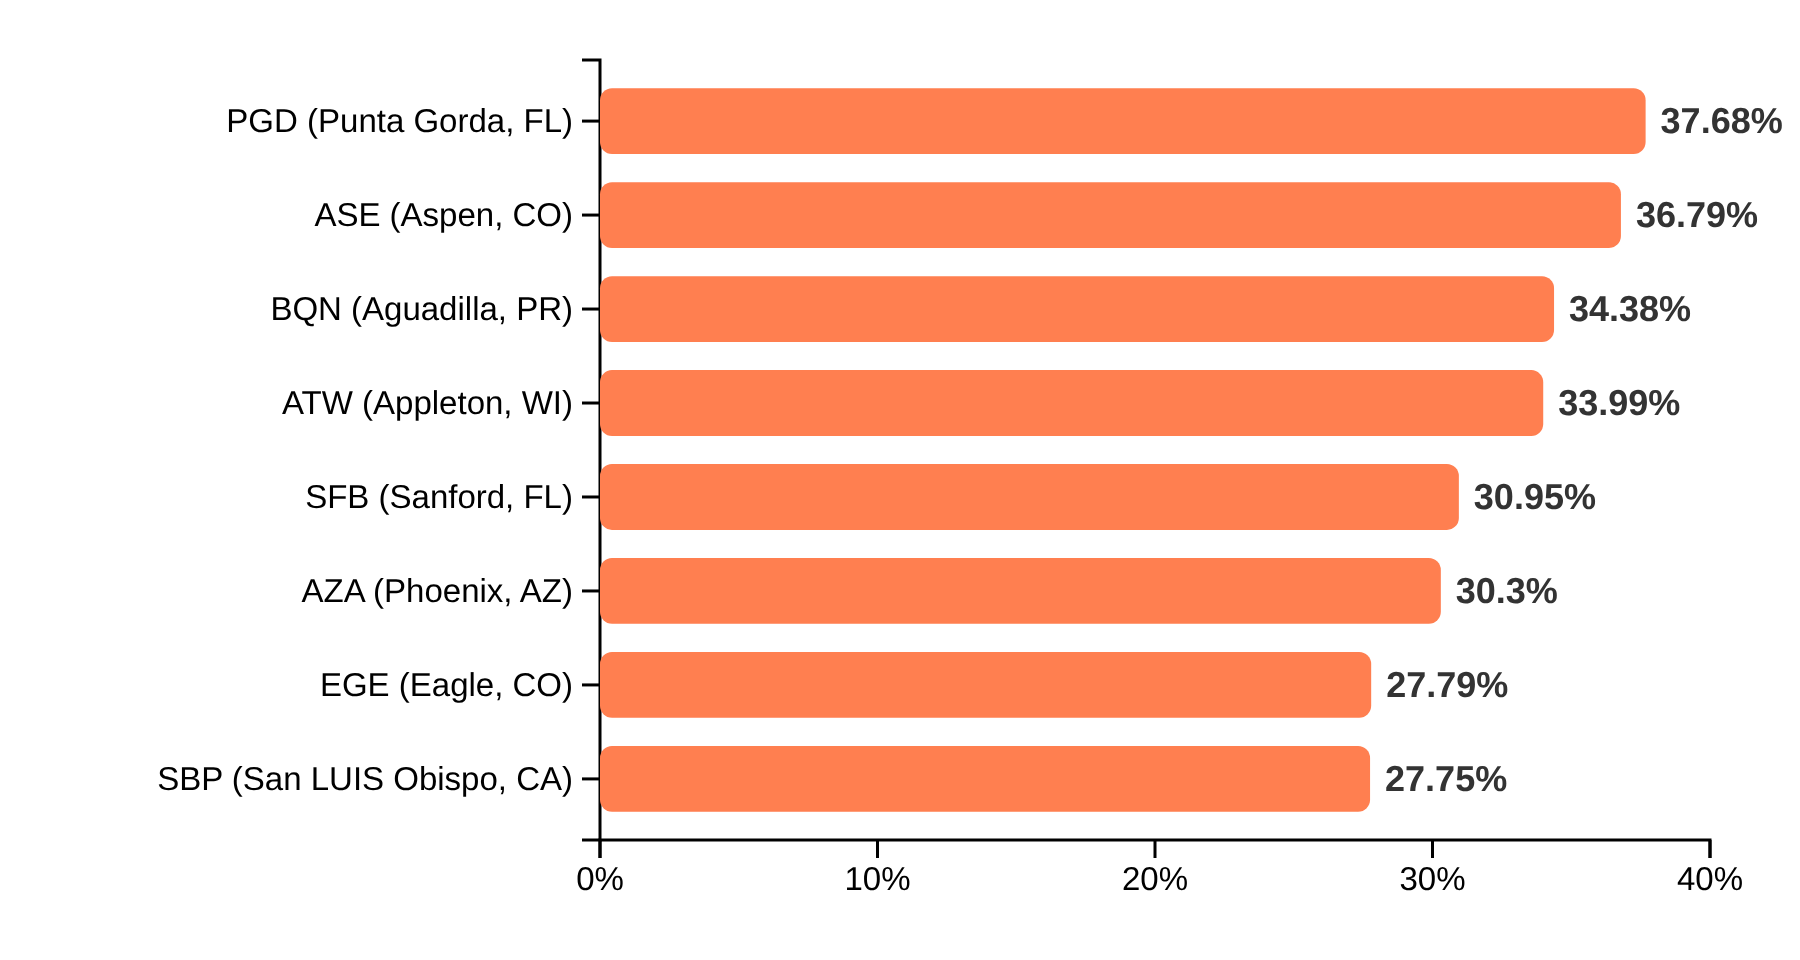 PGD (Punta Gorda, FL) 37.68%
ASE (Aspen, CO) 36.79%
BQN (Aguadilla, PR) 34.38%
ATW (Appleton, WI) 33.99%
SFB (Sanford, FL) 30.95%
AZA (Phoenix, AZ) 30.3%
EGE (Eagle, CO) 27.79%
SBP (San LUIS Obispo, CA) 27.75%
0% 10% 20% 30% 40%